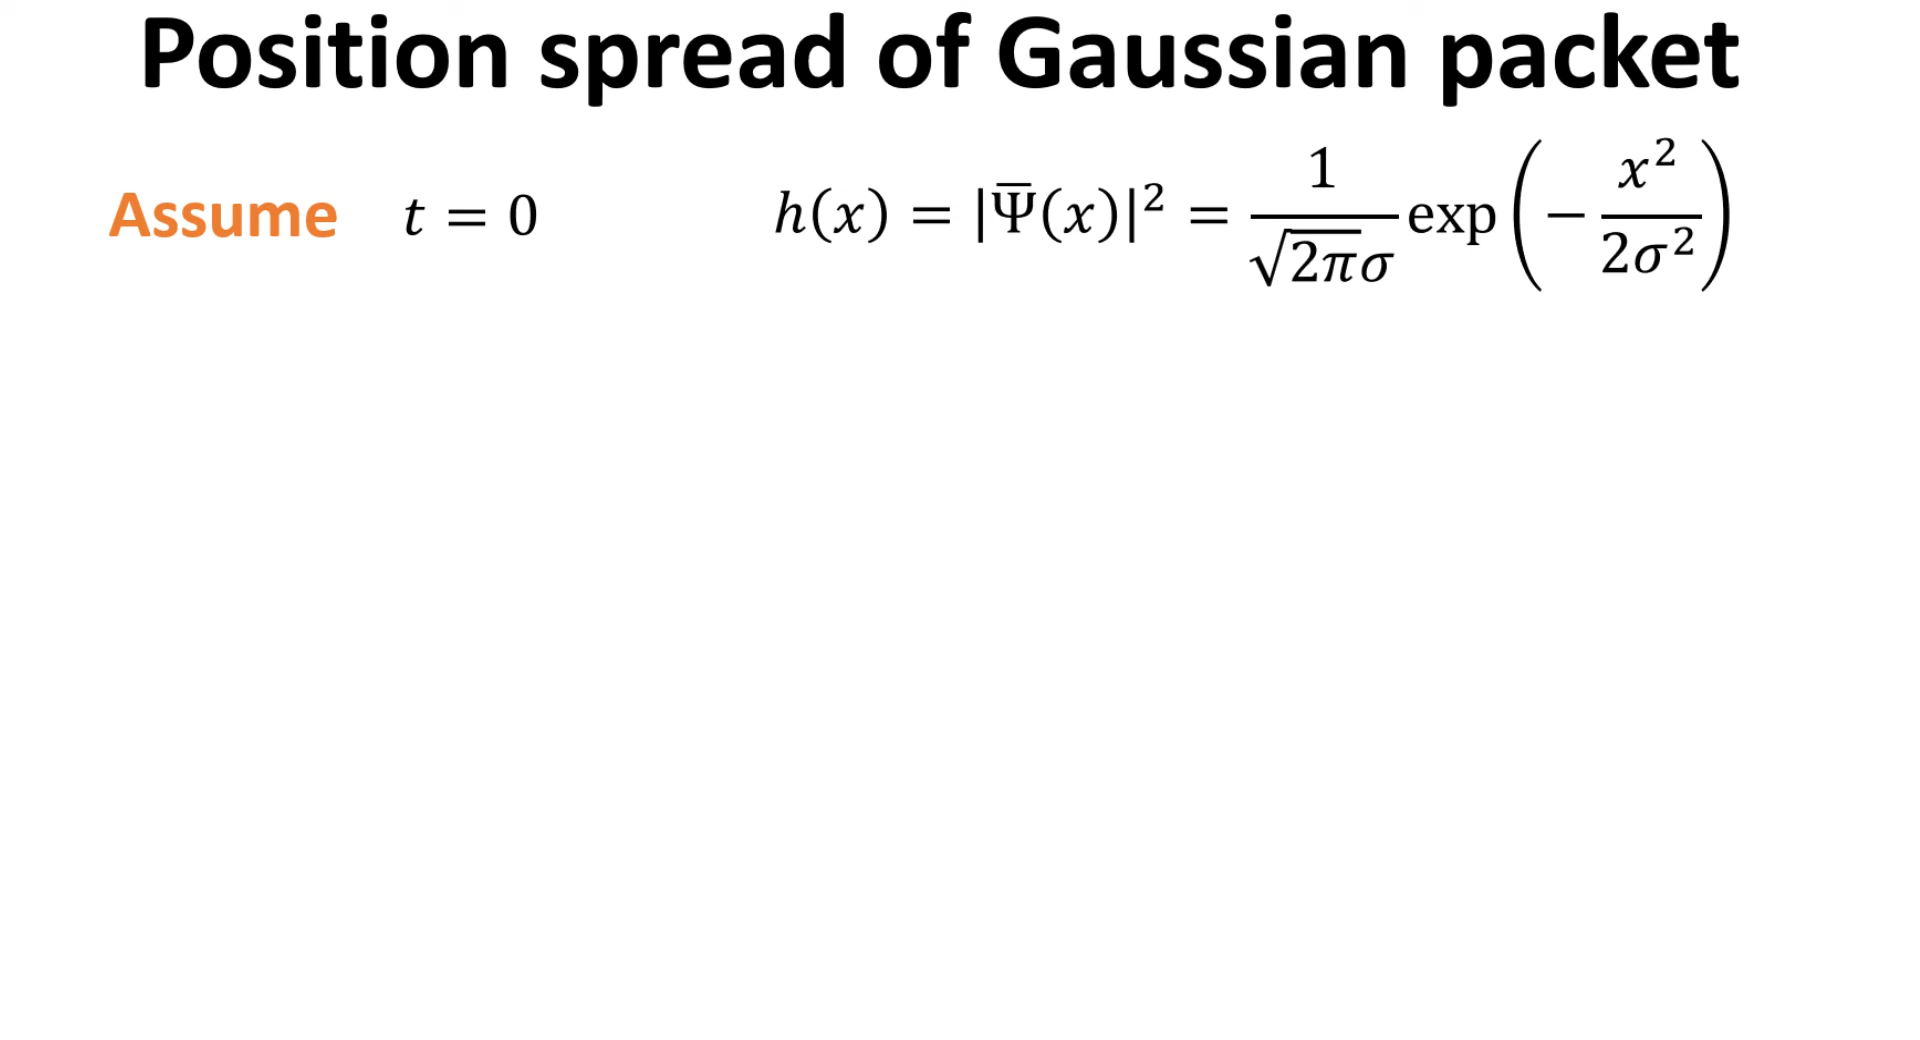 Position spread of Gaussian packet
Assume t = 0 h(x) = |Ψ̅(x)|² = 1/(√(2π)σ) exp(−x²/(2σ²))